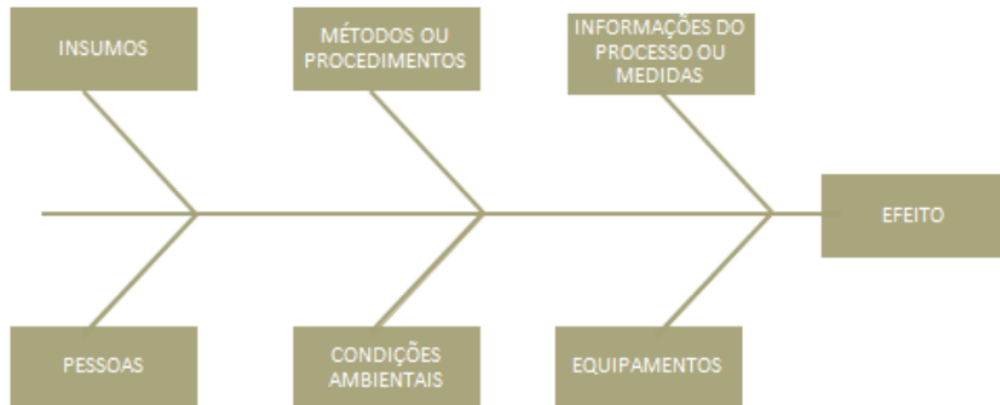 INSUMOS
MÉTODOS OU
PROCEDIMENTOS
INFORMAÇÕES DO
PROCESSO OU
MEDIDAS
EFEITO
PESSOAS
CONDIÇÕES
AMBIENTAIS
EQUIPAMENTOS